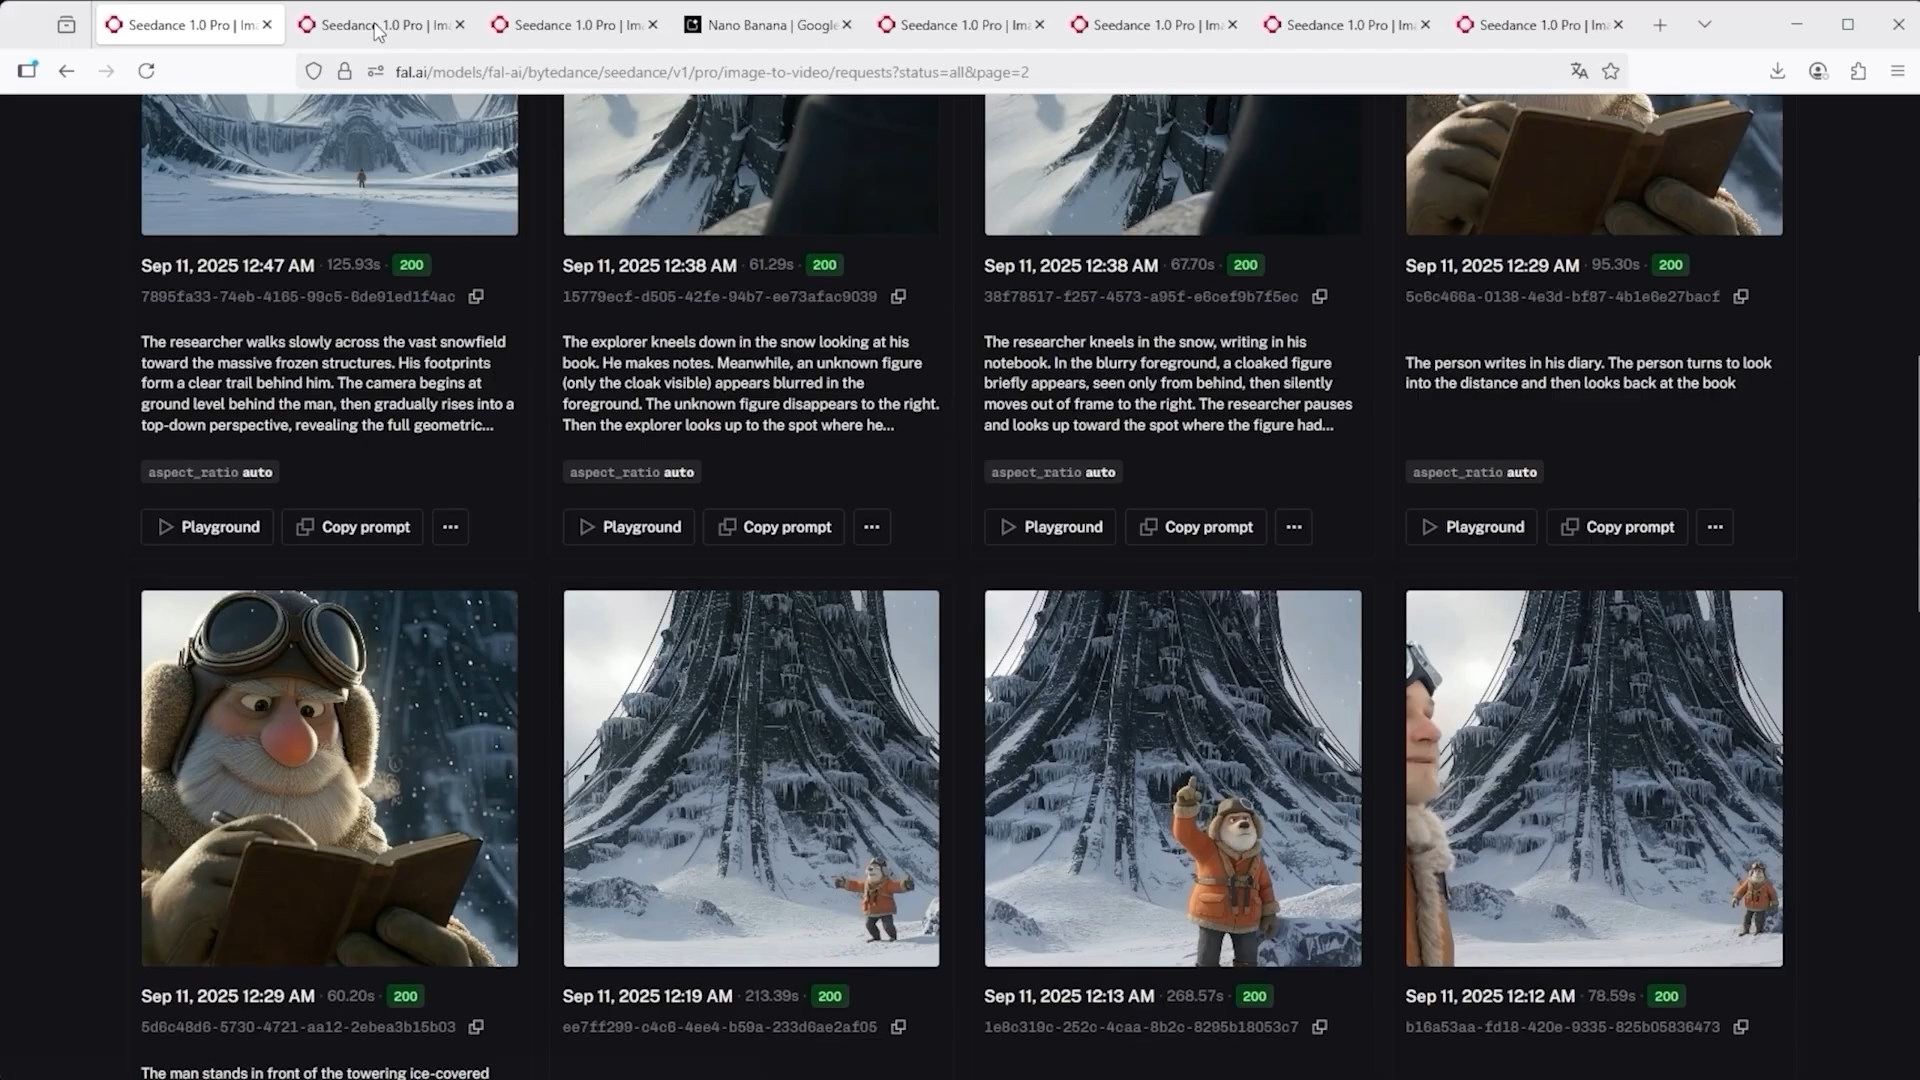 Seedance 1.0 Pro | Ima
Seedance 1.0 Pro | Ima
Seedance 1.0 Pro | Ima
Nano Banana | Google
Seedance 1.0 Pro | Ima
Seedance 1.0 Pro | Ima
Seedance 1.0 Pro | Ima
Seedance 1.0 Pro | Ima
fal.ai/models/fal-ai/bytedance/seedance/v1/pro/image-to-video/requests?status=all&page=2
Sep 11, 2025 12:47 AM · 125.93s · 200
7895fa33-74eb-4165-99c5-6de91ed1f4ac
The researcher walks slowly across the vast snowfield
toward the massive frozen structures. His footprints
form a clear trail behind him. The camera begins at
ground level behind the man, then gradually rises into a
top-down perspective, revealing the full geometric...
aspect_ratio auto
Playground
Copy prompt
Sep 11, 2025 12:38 AM · 61.29s · 200
15779ecf-d505-42fe-94b7-ee73afac9039
The explorer kneels down in the snow looking at his
book. He makes notes. Meanwhile, an unknown figure
(only the cloak visible) appears blurred in the
foreground. The unknown figure disappears to the right.
Then the explorer looks up to the spot where he...
aspect_ratio auto
Playground
Copy prompt
Sep 11, 2025 12:38 AM · 67.70s · 200
38f78517-f257-4573-a95f-e6cef9b7f5ec
The researcher kneels in the snow, writing in his
notebook. In the blurry foreground, a cloaked figure
briefly appears, seen only from behind, then silently
moves out of frame to the right. The researcher pauses
and looks up toward the spot where the figure had...
aspect_ratio auto
Playground
Copy prompt
Sep 11, 2025 12:29 AM · 95.30s · 200
5c6c466a-0138-4e3d-bf87-4b1e6e27bacf
The person writes in his diary. The person turns to look
into the distance and then looks back at the book
aspect_ratio auto
Playground
Copy prompt
Sep 11, 2025 12:29 AM · 60.20s · 200
5d6c48d6-5730-4721-aa12-2ebea3b15b03
The man stands in front of the towering ice-covered
Sep 11, 2025 12:19 AM · 213.39s · 200
ee7ff299-c4c6-4ee4-b59a-233d6ae2af05
Sep 11, 2025 12:13 AM · 268.57s · 200
1e8c319c-252c-4caa-8b2c-8295b18053c7
Sep 11, 2025 12:12 AM · 78.59s · 200
b16a53aa-fd18-420e-9335-825b05836473